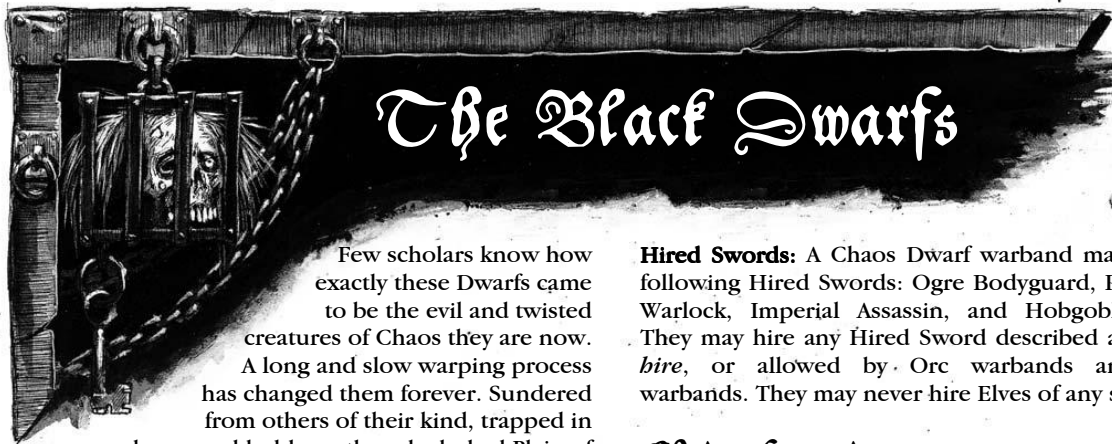 The Black Dwarfs
Few scholars know how
exactly these Dwarfs came
to be the evil and twisted
creatures of Chaos they are now.
A long and slow warping process
has changed them forever. Sundered
from others of their kind, trapped in
Hired Swords: A Chaos Dwarf warband
following Hired Swords: Ogre Bodyguard,
Warlock, Imperial Assassin, and
They may hire any Hired Sword described
hire, or allowed by Orc warbands
warbands. They may never hire Elves of any